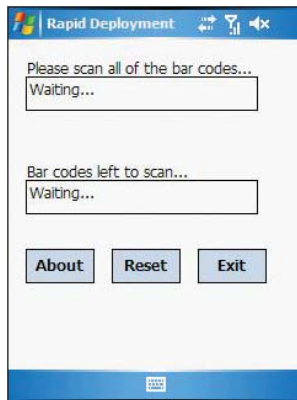 Rapid Deployment
Please scan all of the bar codes...
Waiting...
Bar codes left to scan...
Waiting...
About Reset Exit